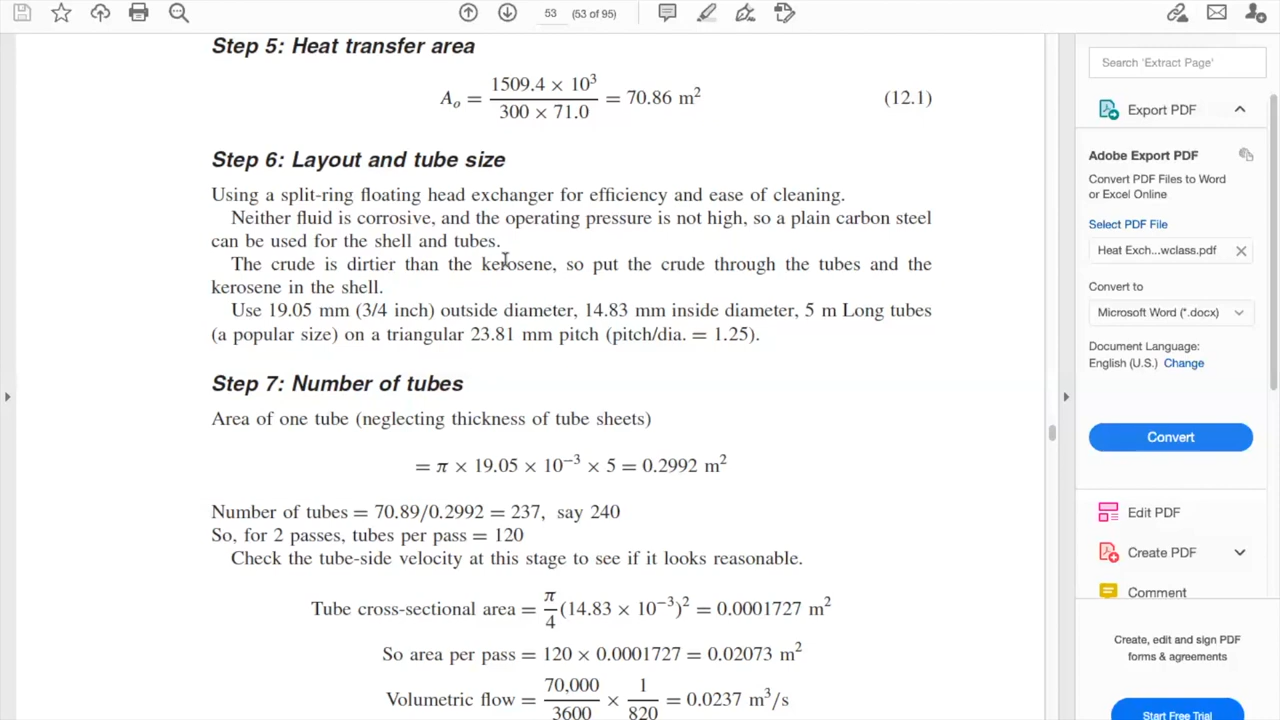 53 (53 of 95)
Step 5: Heat transfer area
A_o = 1509.4 × 10³ / 300 × 71.0 = 70.86 m² (12.1)
Step 6: Layout and tube size
Using a split-ring floating head exchanger for efficiency and ease of cleaning.
Neither fluid is corrosive, and the operating pressure is not high, so a plain carbon steel
can be used for the shell and tubes.
The crude is dirtier than the kerosene, so put the crude through the tubes and the
kerosene in the shell.
Use 19.05 mm (3/4 inch) outside diameter, 14.83 mm inside diameter, 5 m Long tubes
(a popular size) on a triangular 23.81 mm pitch (pitch/dia. = 1.25).
Step 7: Number of tubes
Area of one tube (neglecting thickness of tube sheets)
= π × 19.05 × 10⁻³ × 5 = 0.2992 m²
Number of tubes = 70.89/0.2992 = 237, say 240
So, for 2 passes, tubes per pass = 120
Check the tube-side velocity at this stage to see if it looks reasonable.
Tube cross-sectional area = π/4 (14.83 × 10⁻³)² = 0.0001727 m²
So area per pass = 120 × 0.0001727 = 0.02073 m²
Volumetric flow = 70,000/3600 × 1/820 = 0.0237 m³/s
Search 'Extract Page'
Export PDF
Adobe Export PDF
Convert PDF Files to Word
or Excel Online
Select PDF File
Heat Exch...wclass.pdf
Convert to
Microsoft Word (*.docx)
Document Language:
English (U.S.) Change
Convert
Edit PDF
Create PDF
Comment
Create, edit and sign PDF
forms & agreements
Start Free Trial